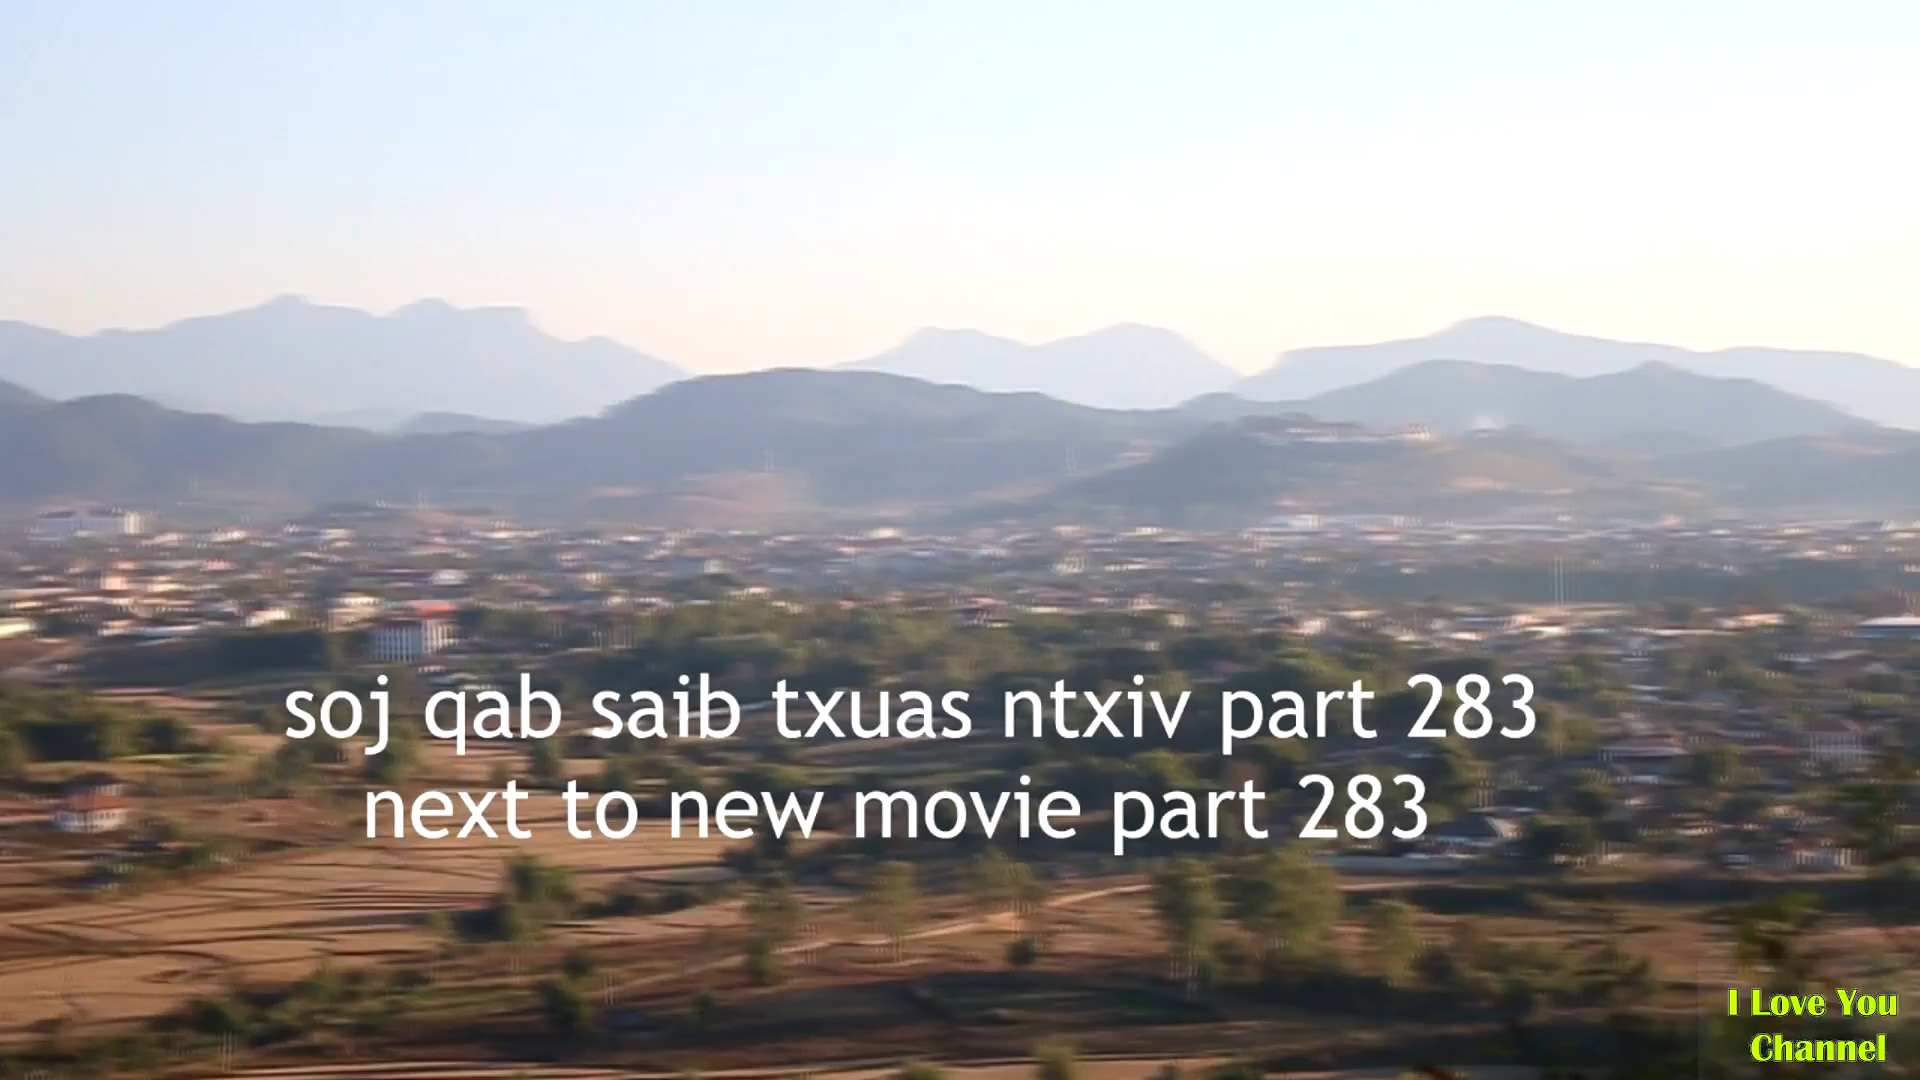 soj qab saib txuas ntxiv part 283
next to new movie part 283
I Love You
Channel